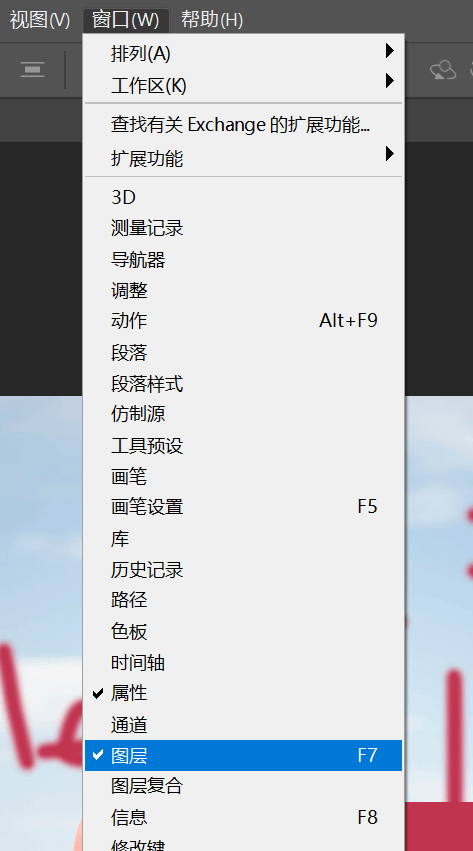 视图(V) 窗口(W) 帮助(H)
排列(A)
工作区(K)
查找有关 Exchange 的扩展功能...
扩展功能
3D
测量记录
导航器
调整
动作 Alt+F9
段落
段落样式
仿制源
工具预设
画笔
画笔设置 F5
库
历史记录
路径
色板
时间轴
属性
通道
图层 F7
图层复合
信息 F8
修改键